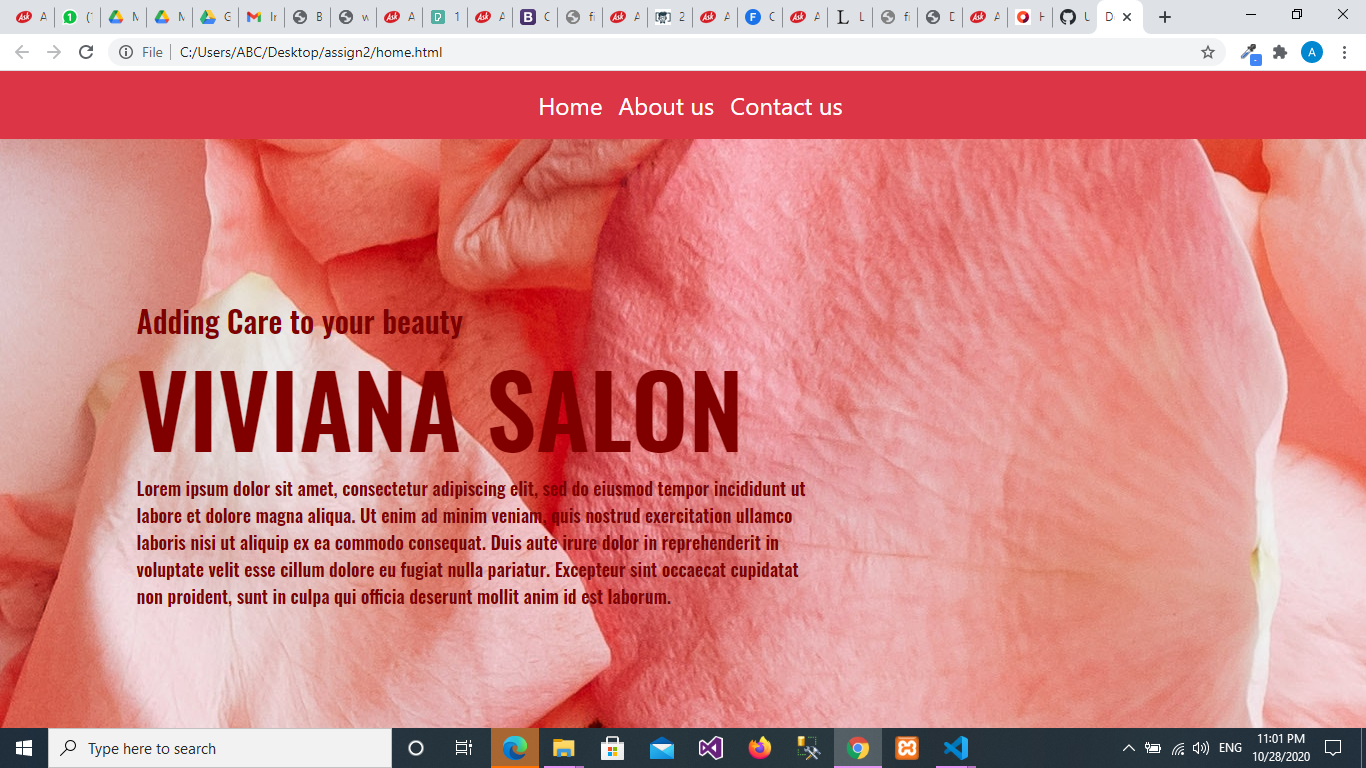 File C:/Users/ABC/Desktop/assign2/home.html
Home About us Contact us
Adding Care to your beauty
VIVIANA SALON
Lorem ipsum dolor sit amet, consectetur adipiscing elit, sed do eiusmod tempor incididunt ut
labore et dolore magna aliqua. Ut enim ad minim veniam, quis nostrud exercitation ullamco
laboris nisi ut aliquip ex ea commodo consequat. Duis aute irure dolor in reprehenderit in
voluptate velit esse cillum dolore eu fugiat nulla pariatur. Excepteur sint occaecat cupidatat
non proident, sunt in culpa qui officia deserunt mollit anim id est laborum.
Type here to search
ENG
11:01 PM
10/28/2020